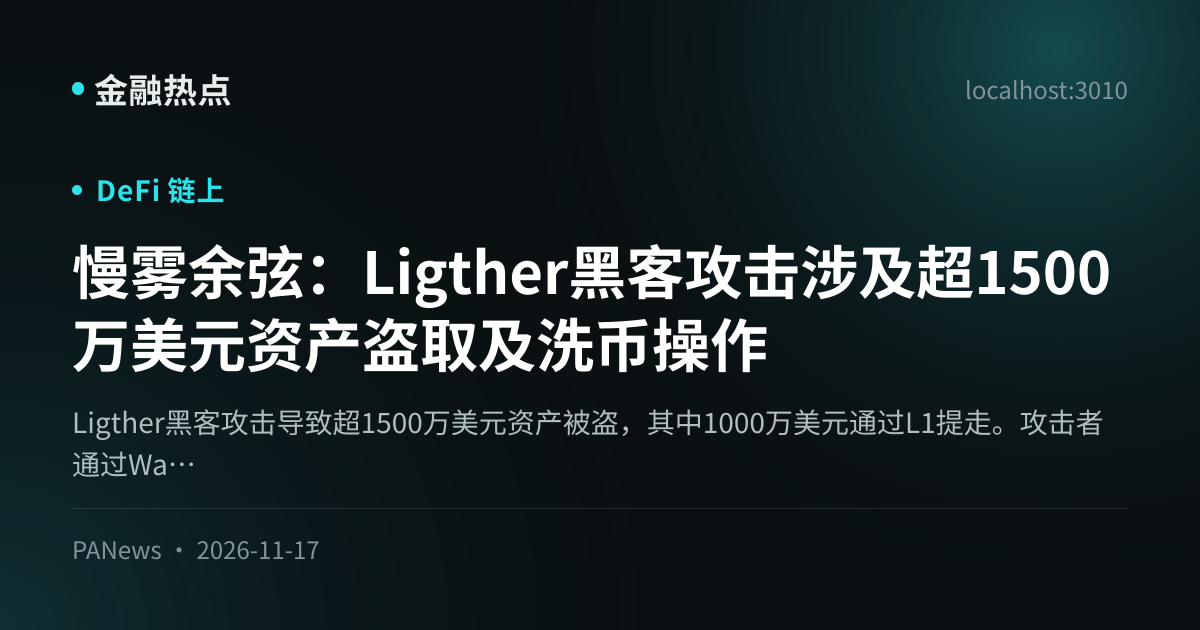 金融热点
localhost:3010
DeFi 链上
慢雾余弦：Ligther黑客攻击涉及超1500
万美元资产盗取及洗币操作
Ligther黑客攻击导致超1500万美元资产被盗，其中1000万美元通过L1提走。攻击者
通过Wa…
PANews • 2026-11-17